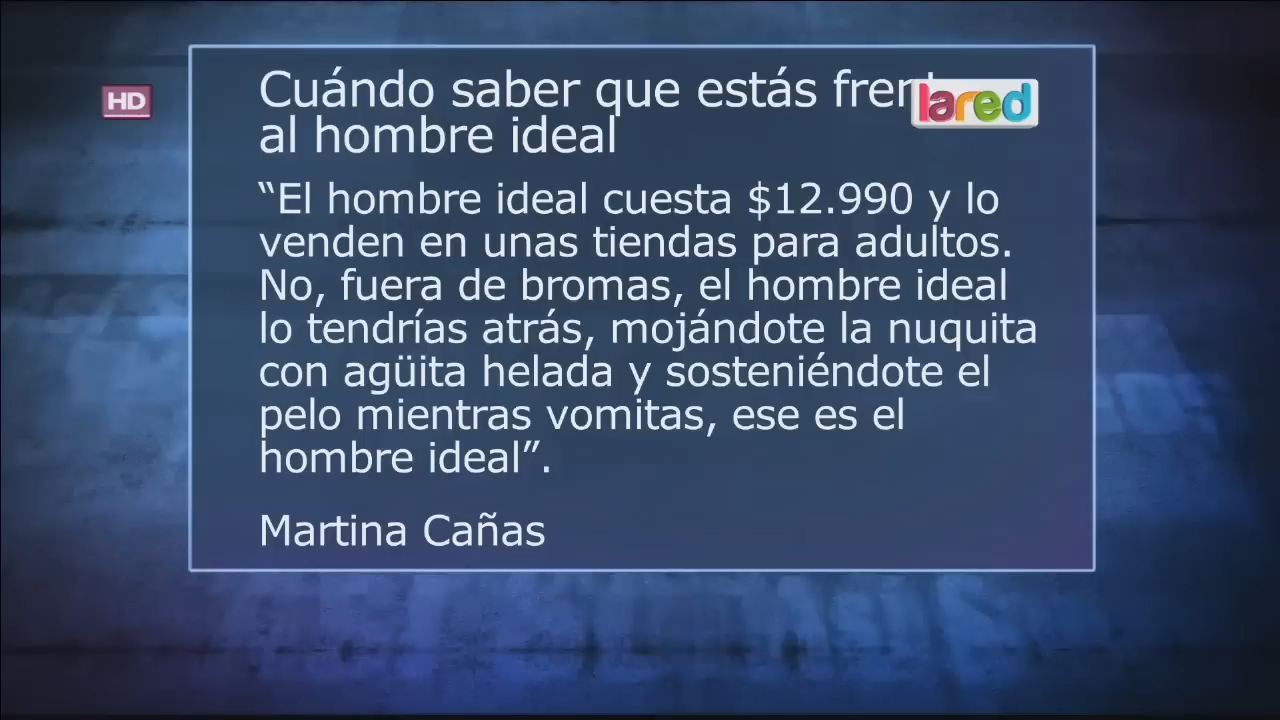 Cuándo saber que estás
al hombre ideal
HD
lared
“El hombre ideal cuesta $12.990 y lo
venden en unas tiendas para adultos.
No, fuera de bromas, el hombre ideal
lo tendrías atrás, mojándote la nuquita
con agüita helada y sosteniéndote el
pelo mientras vomitas, ese es el
hombre ideal”.
Martina Cañas